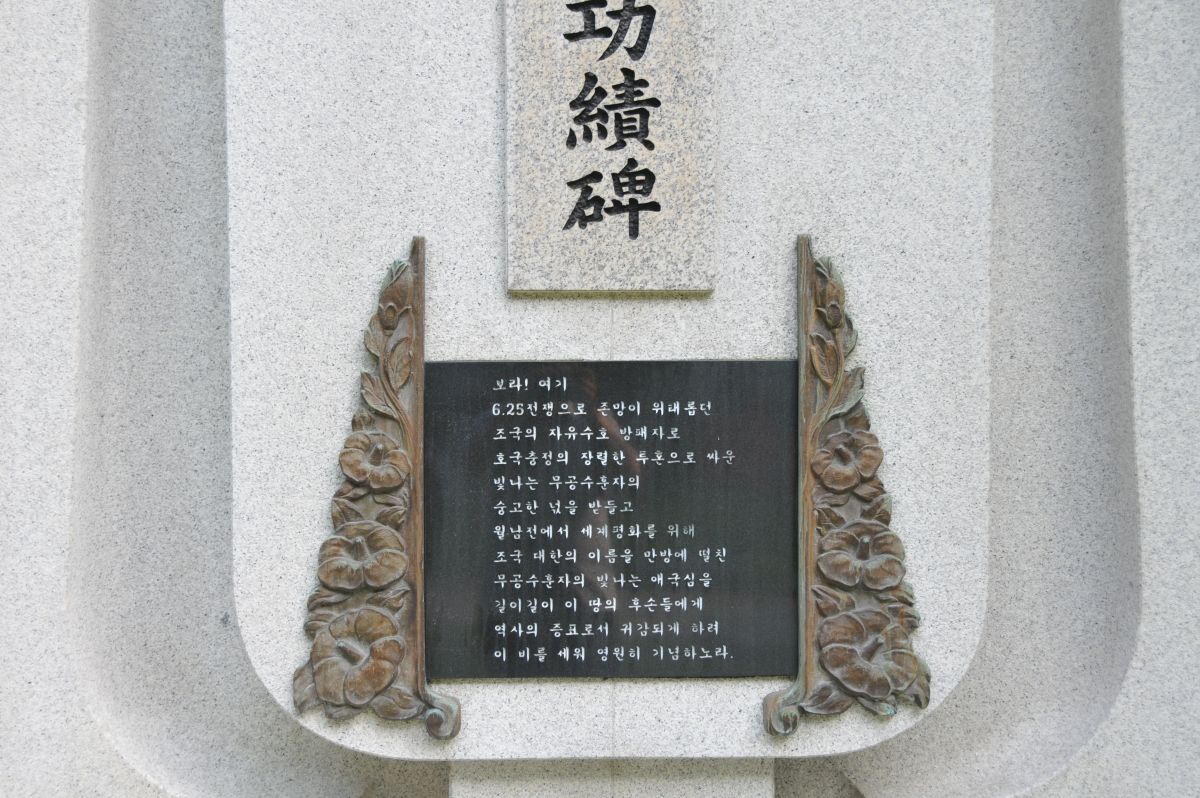 功績碑
보라! 여기
6.25전쟁으로 존망이 위태롭던
조국의 자유수호 방패자로
호국충정의 장렬한 투혼으로 싸운
빛나는 무공수훈자의
숭고한 넋을 받들고
월남전에서 세계평화를 위해
조국 대한의 이름을 만방에 떨친
무공수훈자의 빛나는 애국심을
길이길이 이 땅의 후손들에게
역사의 증표로서 귀감되게 하려
이 비를 세워 영원히 기념하노라.